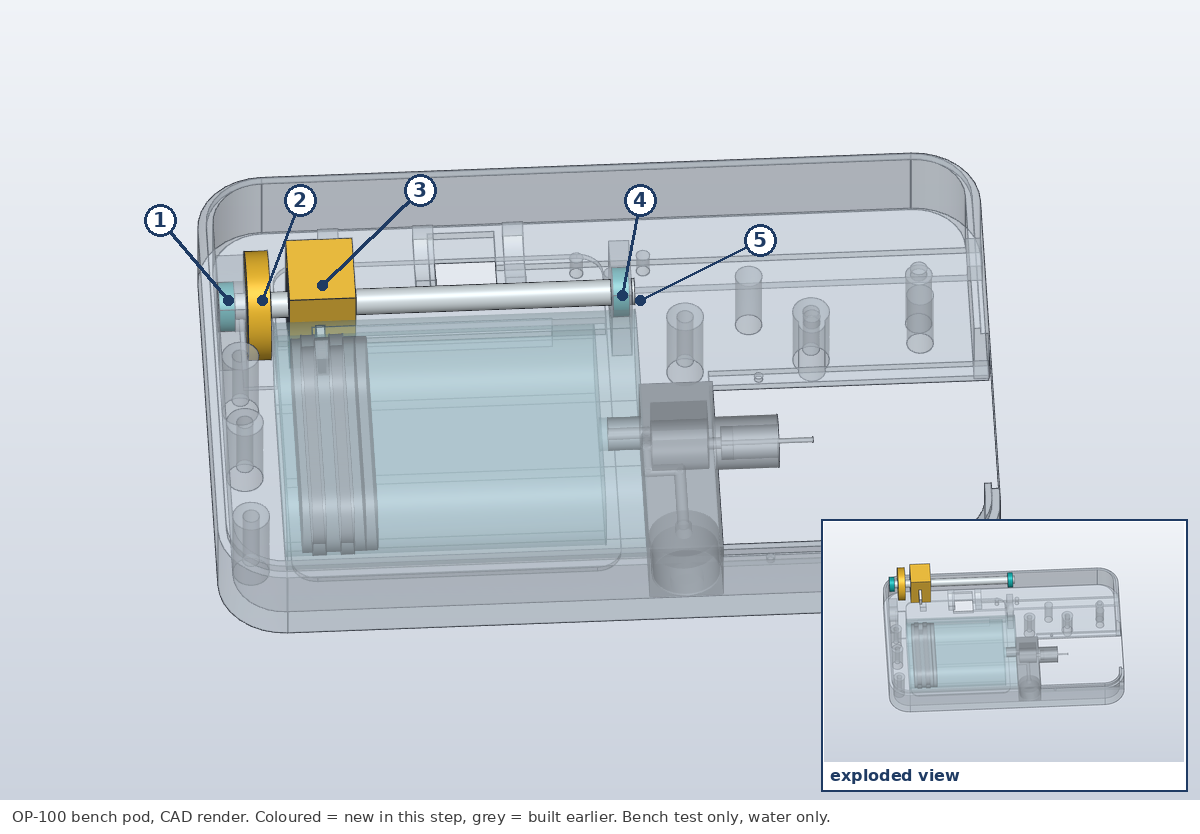 1
2
3
4
5
exploded view
OP-100 bench pod, CAD render. Coloured = new in this step, grey = built earlier. Bench test only, water only.